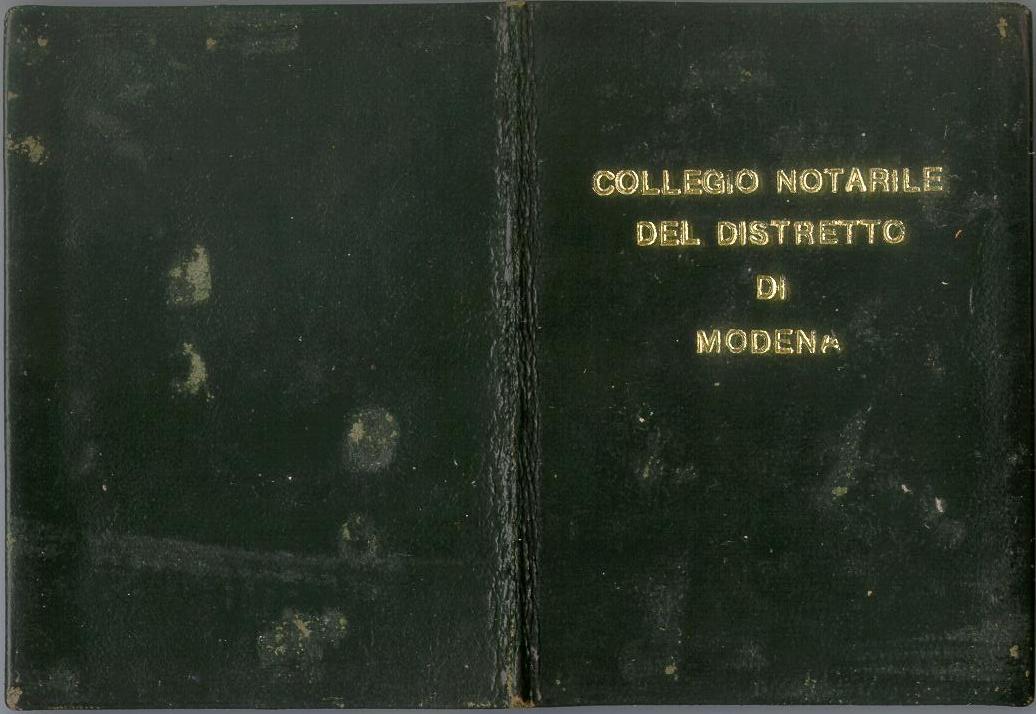 COLLEGIO NOTARILE
DEL DISTRETTO
DI
MODENA